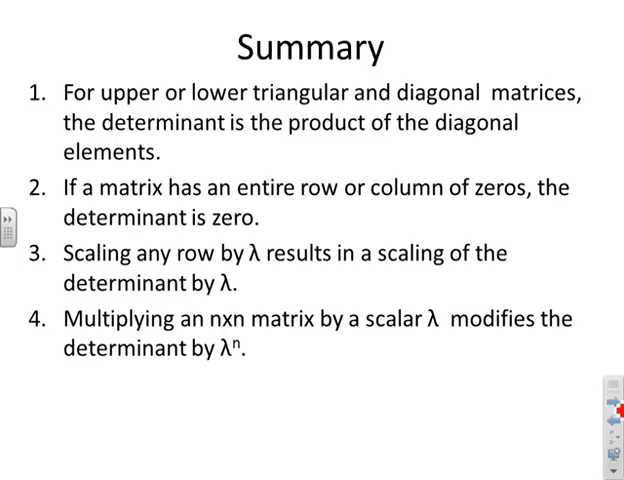 Summary
1. For upper or lower triangular and diagonal matrices,
the determinant is the product of the diagonal
elements.
2. If a matrix has an entire row or column of zeros, the
determinant is zero.
3. Scaling any row by λ results in a scaling of the
determinant by λ.
4. Multiplying an nxn matrix by a scalar λ modifies the
determinant by λⁿ.